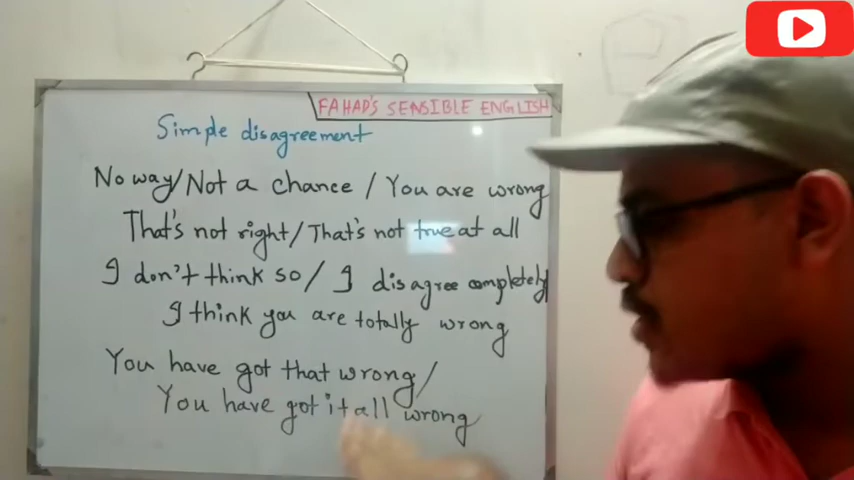 FAHAD'S SENSIBLE ENGLISH
Simple disagreement
No way/Not a chance / You are wrong
That's not right/That's not true at all
I don't think so/ I disagree completely
I think you are totally wrong
You have got that wrong/
You have got it all wrong